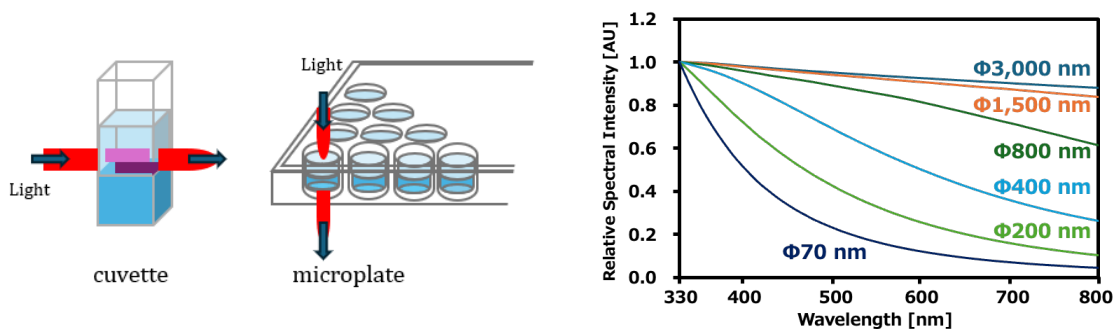 Light
cuvette
Light
microplate
Relative Spectral Intensity [AU]
1.2
1.0
0.8
0.6
0.4
0.2
0.0
Φ3,000 nm
Φ1,500 nm
Φ800 nm
Φ400 nm
Φ200 nm
Φ70 nm
330 400 500 600 700 800
Wavelength [nm]